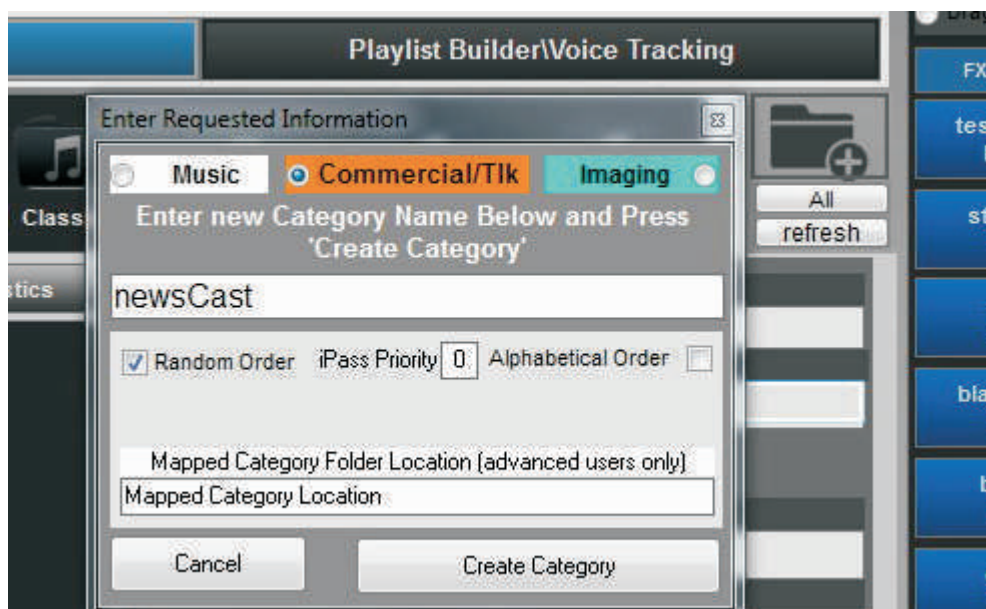 Playlist Builder\Voice Tracking
FX
Enter Requested Information
Music
Commercial/Tlk
Imaging
Enter new Category Name Below and Press
'Create Category'
All
refresh
Class
newsCast
Random Order
iPass Priority
0
Alphabetical Order
Mapped Category Folder Location (advanced users only)
Mapped Category Location
Cancel
Create Category